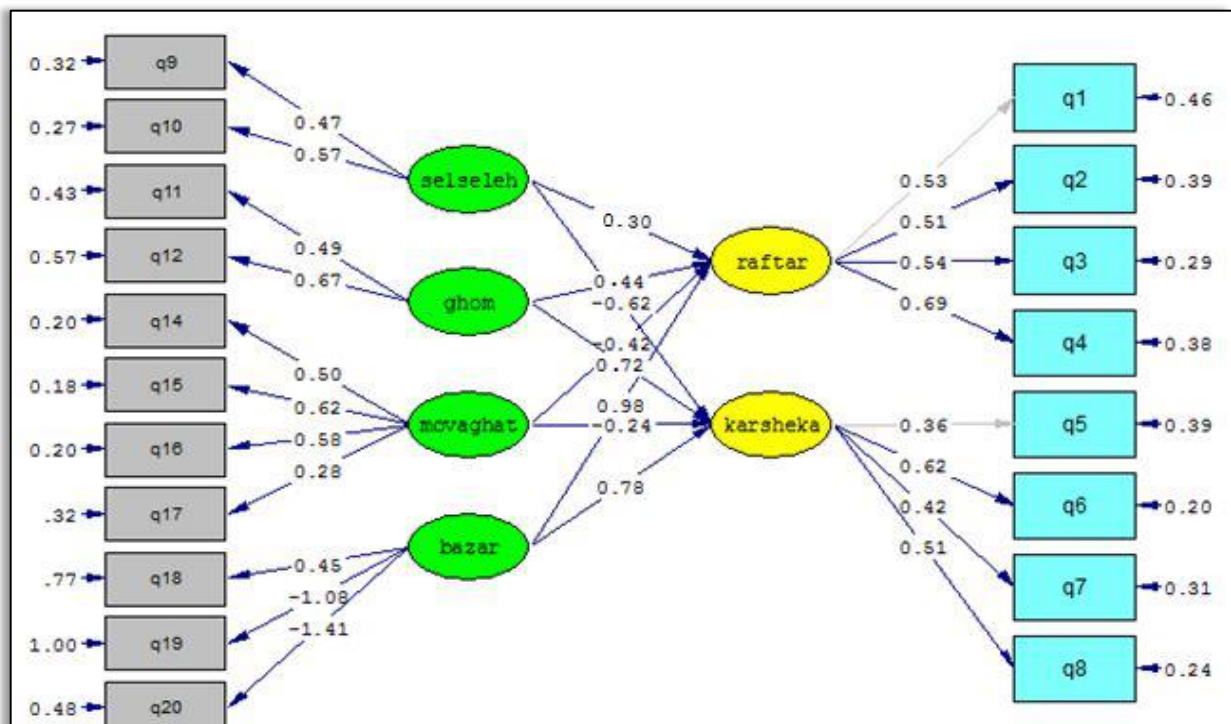 0.32 q9
0.27 q10
0.43 q11
0.57 q12
0.20 q14
0.18 q15
0.20 q16
.32 q17
.77 q18
1.00 q19
0.48 q20
0.47
0.57
0.49
0.67
0.50
0.62
0.58
0.28
0.45
-1.08
-1.41
selseleh
ghom
movaghat
bazar
0.30
0.44
-0.62
-0.42
0.72
0.98
-0.24
0.78
raftar
karsheka
0.53
0.51
0.54
0.69
0.36
0.62
0.42
0.51
q1 0.46
q2 0.39
q3 0.29
q4 0.38
q5 0.39
q6 0.20
q7 0.31
q8 0.24